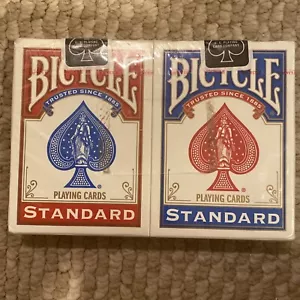 BICYCLE
TRUSTED SINCE 1885
®
PLAYING CARDS
STANDARD
BICYCLE
TRUSTED SINCE 1885
®
PLAYING CARDS
STANDARD